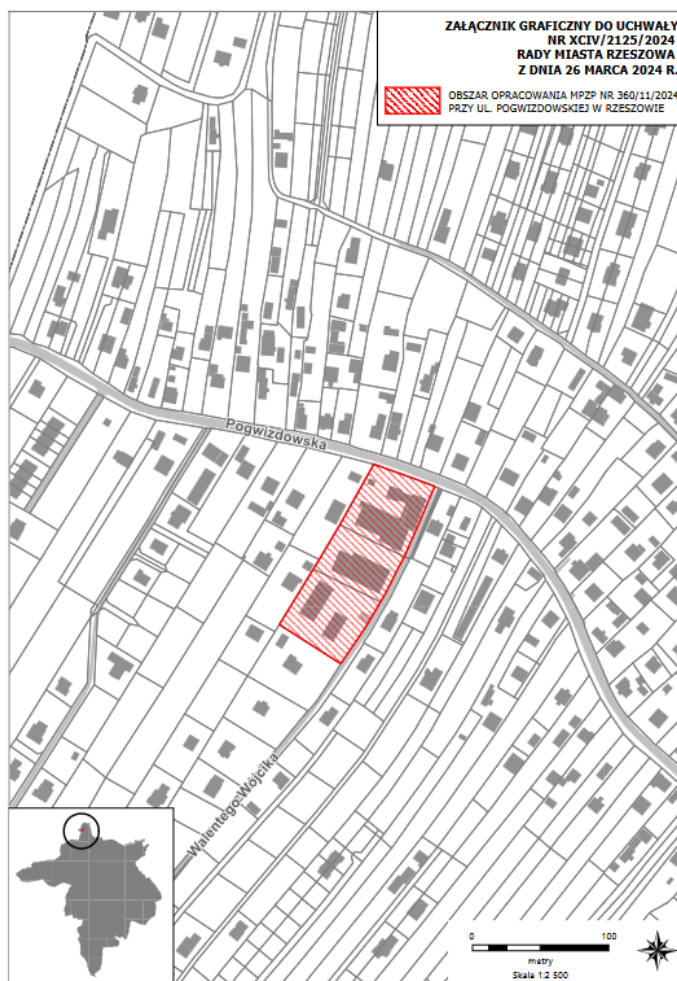 ZAŁĄCZNIK GRAFICZNY DO UCHWAŁY
NR XCIV/2125/2024
RADY MIASTA RZESZOWA
Z DNIA 26 MARCA 2024 R.
OBSZAR OPRACOWANIA MPZP NR 360/11/2024
PRZY UL. POGWIZDOWSKIEJ W RZESZOWIE
Pogwizdowska
Walentego Wójcika
0 100
metry
Skala 1:2 500